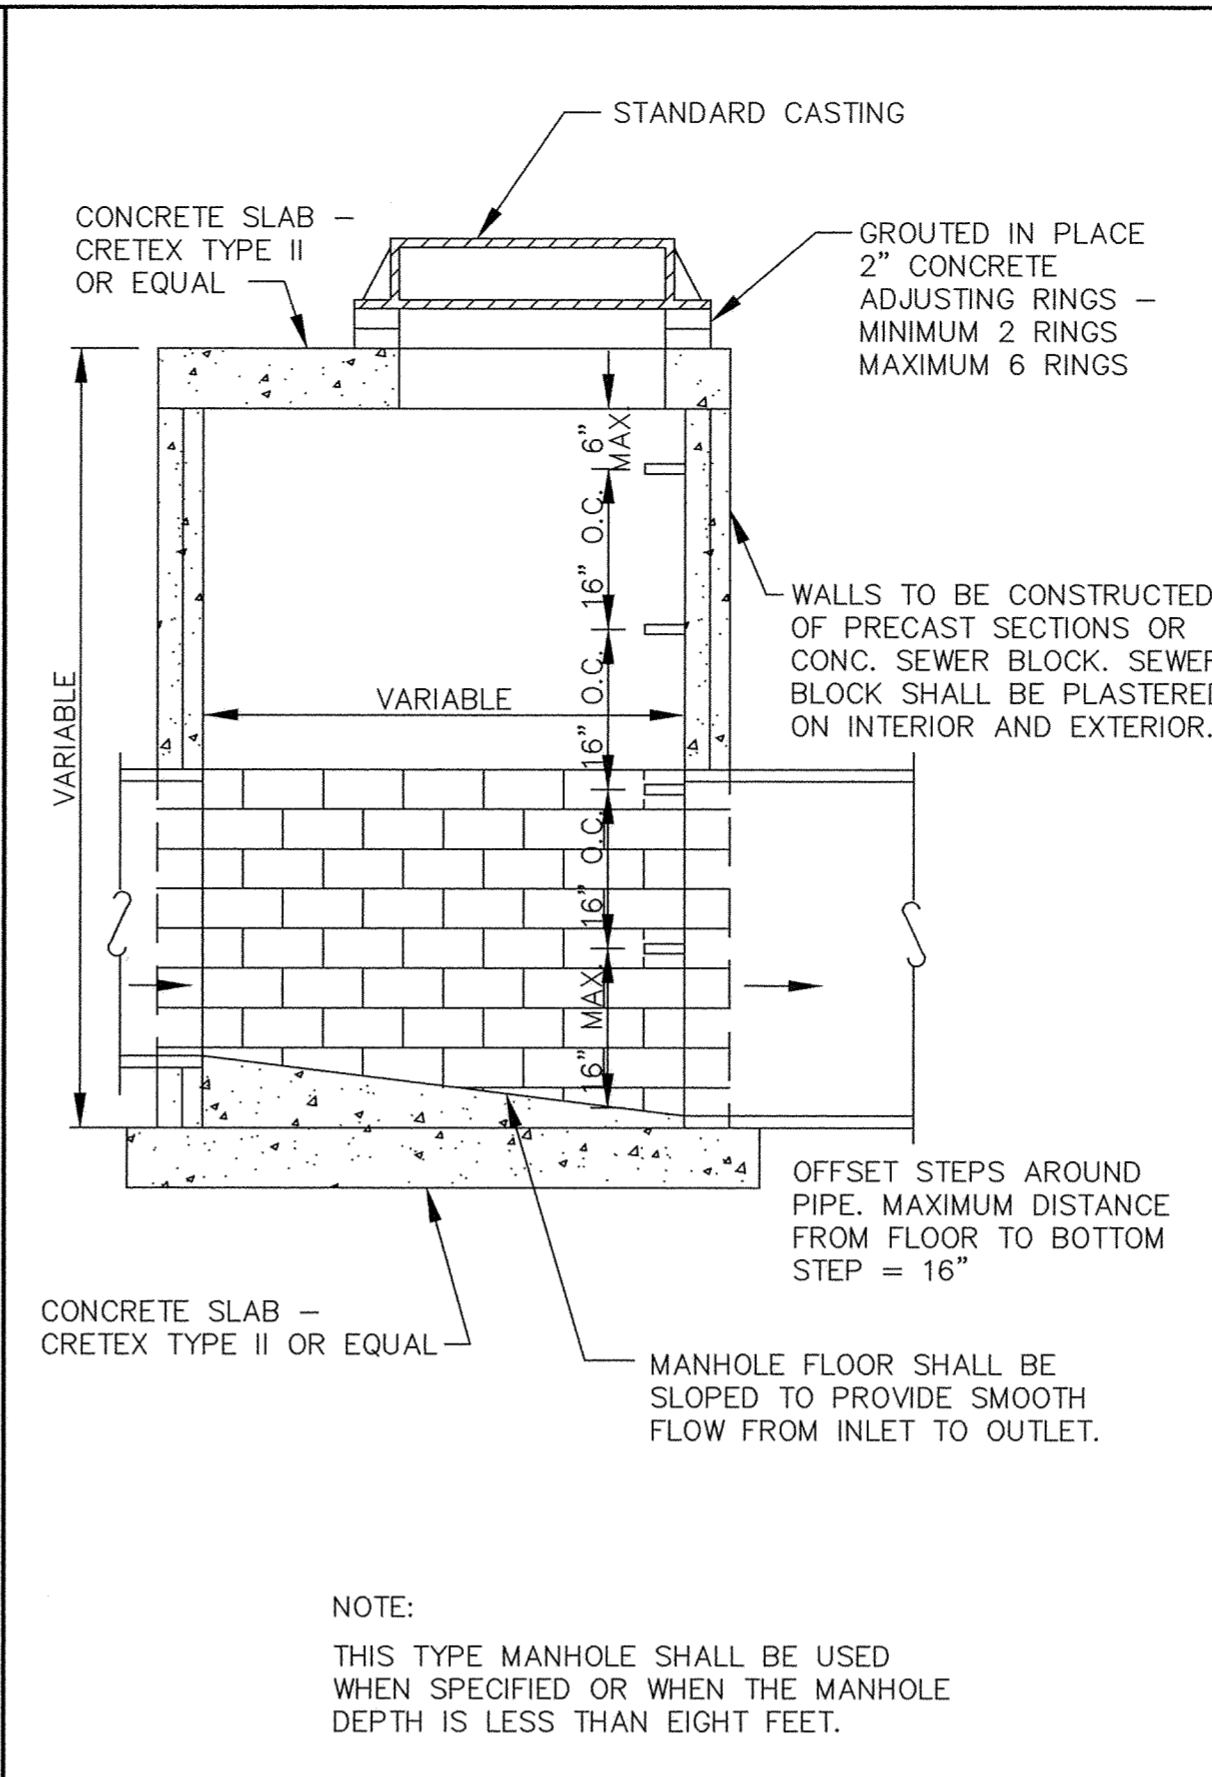 STANDARD CASTING
CONCRETE SLAB –
CRETEX TYPE II
OR EQUAL
GROUTED IN PLACE
2" CONCRETE
ADJUSTING RINGS –
MINIMUM 2 RINGS
MAXIMUM 6 RINGS
6"
MAX.
16" O.C.
16" O.C.
16" O.C.
16" MAX.
VARIABLE
VARIABLE
WALLS TO BE CONSTRUCTED
OF PRECAST SECTIONS OR
CONC. SEWER BLOCK. SEWER
BLOCK SHALL BE PLASTERED
ON INTERIOR AND EXTERIOR.
OFFSET STEPS AROUND
PIPE. MAXIMUM DISTANCE
FROM FLOOR TO BOTTOM
STEP = 16"
CONCRETE SLAB –
CRETEX TYPE II OR EQUAL
MANHOLE FLOOR SHALL BE
SLOPED TO PROVIDE SMOOTH
FLOW FROM INLET TO OUTLET.
NOTE:
THIS TYPE MANHOLE SHALL BE USED
WHEN SPECIFIED OR WHEN THE MANHOLE
DEPTH IS LESS THAN EIGHT FEET.